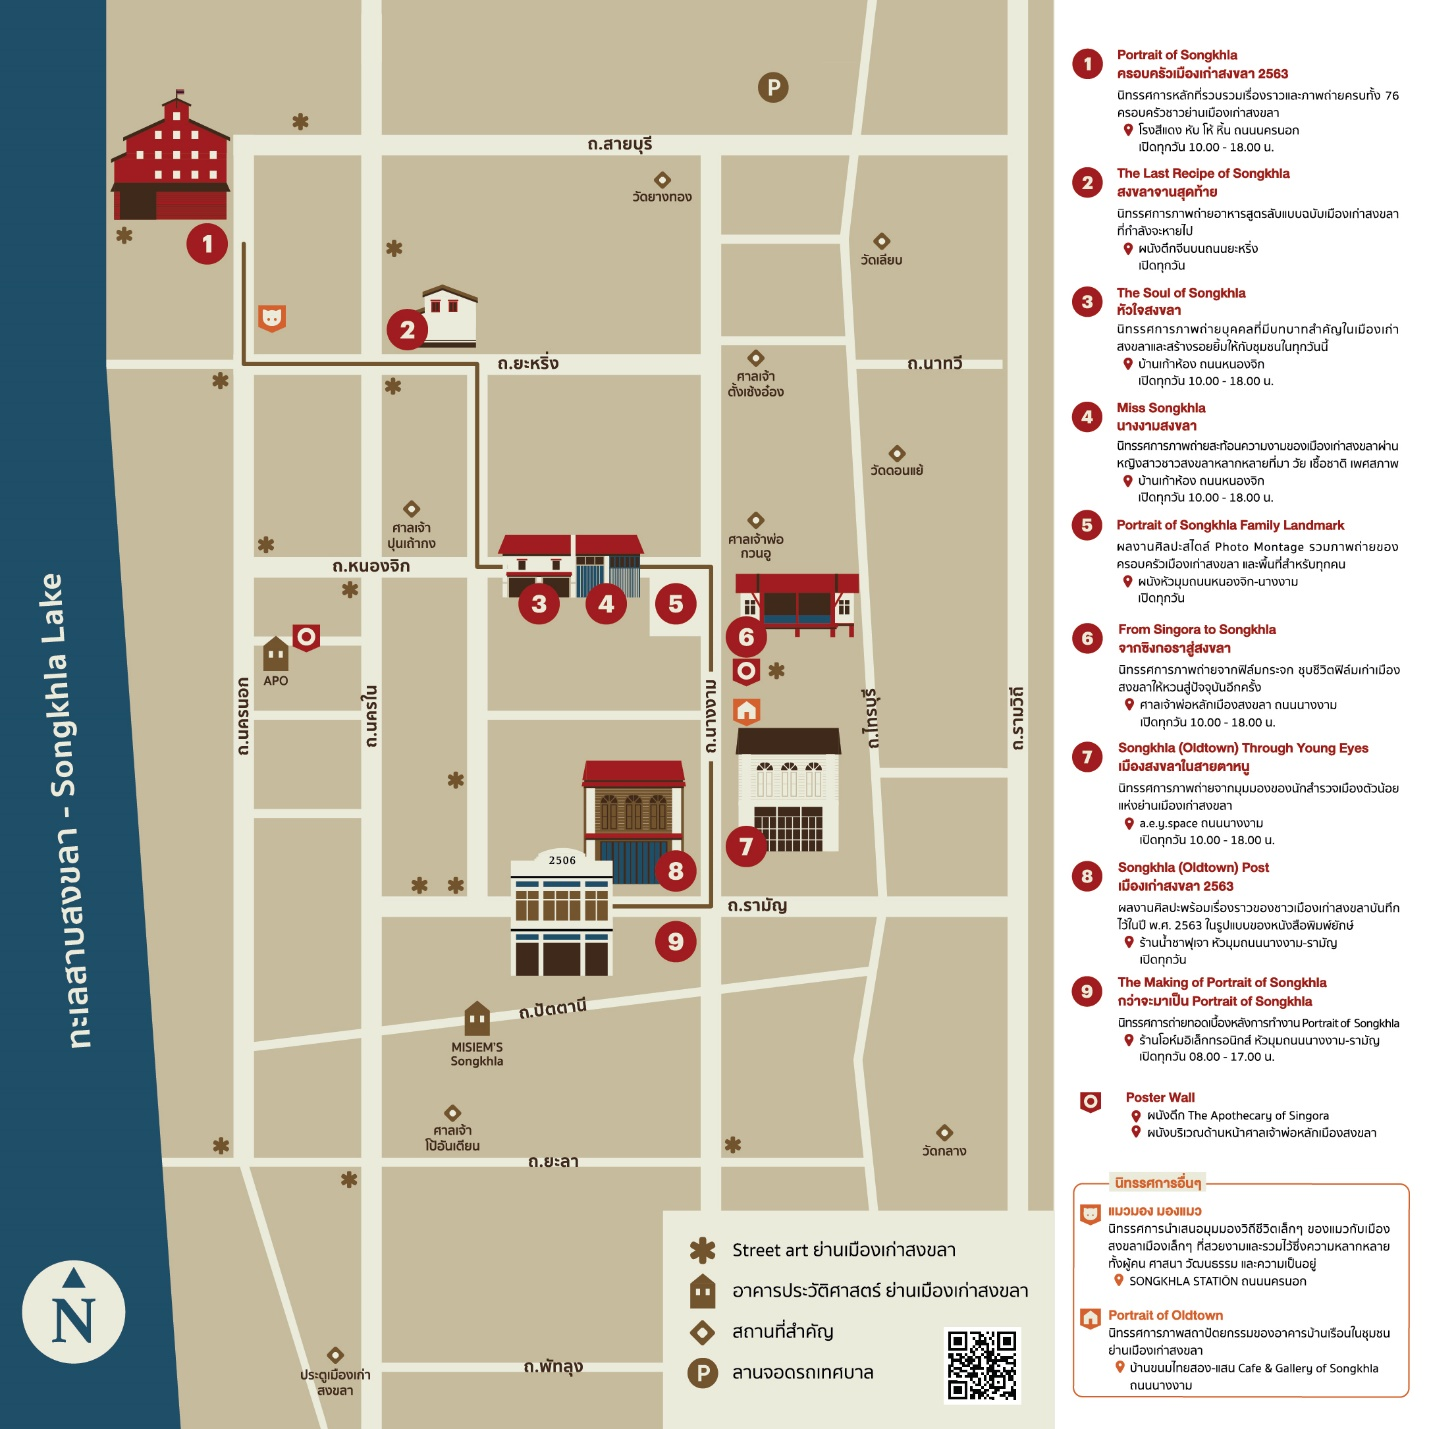 ถ.สายบุรี
P
วัดยางทอง
วัดเลียบ
1
2
ถ.ยะหริ่ง
ถ.นาทวี
ศาลเจ้า
ตั้งเซ้งอ๋อง
วัดดอนแย้
ศาลเจ้า
ปุนเถ้ากง
ศาลเจ้าพ่อ
กวนอู
ถ.หนองจิก
3
4
5
6
APO
ถ.นครนอก
ถ.นครใน
ถ.นางงาม
ถ.ไทรบุรี
ถ.รามวิถี
ทะเลสาบสงขลา - Songkhla Lake
7
8
2506
ถ.รามัญ
9
ถ.ปัตตานี
MISIEM'S
Songkhla
ศาลเจ้า
โป้อันเตียน
วัดกลาง
ถ.ยะลา
N
ประตูเมืองเก่า
สงขลา
ถ.พัทลุง
Street art ย่านเมืองเก่าสงขลา
อาคารประวัติศาสตร์ ย่านเมืองเก่าสงขลา
สถานที่สำคัญ
P ลานจอดรถเทศบาล
1 Portrait of Songkhla
ครอบครัวเมืองเก่าสงขลา 2563
นิทรรศการหลักที่รวบรวมเรื่องราวและภาพถ่ายครบทั้ง 76
ครอบครัวชาวย่านเมืองเก่าสงขลา
โรงสีแดง หับ โห้ หิ้น ถนนนครนอก
เปิดทุกวัน 10.00 - 18.00 น.
2 The Last Recipe of Songkhla
สงขลาจานสุดท้าย
นิทรรศการภาพถ่ายอาหารสูตรลับแบบฉบับเมืองเก่าสงขลา
ที่กำลังจะหายไป
ผนังตึกจีนบนถนนยะหริ่ง
เปิดทุกวัน
3 The Soul of Songkhla
หัวใจสงขลา
นิทรรศการภาพถ่ายบุคคลที่มีบทบาทสำคัญในเมืองเก่า
สงขลาและสร้างรอยยิ้มให้กับชุมชนในทุกวันนี้
บ้านเก้าห้อง ถนนหนองจิก
เปิดทุกวัน 10.00 - 18.00 น.
4 Miss Songkhla
นางงามสงขลา
นิทรรศการภาพถ่ายสะท้อนความงามของเมืองเก่าสงขลาผ่าน
หญิงสาวชาวสงขลาหลากหลายที่มา วัย เชื้อชาติ เพศสภาพ
บ้านเก้าห้อง ถนนหนองจิก
เปิดทุกวัน 10.00 - 18.00 น.
5 Portrait of Songkhla Family Landmark
ผลงานศิลปะสไตล์ Photo Montage รวมภาพถ่ายของ
ครอบครัวเมืองเก่าสงขลา และพื้นที่สำหรับทุกคน
ผนังหัวมุมถนนหนองจิก-นางงาม
เปิดทุกวัน
6 From Singora to Songkhla
จากซิงกอราสู่สงขลา
นิทรรศการภาพถ่ายจากฟิล์มกระจก ชุบชีวิตฟิล์มเก่าเมือง
สงขลาให้หวนสู่ปัจจุบันอีกครั้ง
ศาลเจ้าพ่อหลักเมืองสงขลา ถนนนางงาม
เปิดทุกวัน 10.00 - 18.00 น.
7 Songkhla (Oldtown) Through Young Eyes
เมืองสงขลาในสายตาหนู
นิทรรศการภาพถ่ายจากมุมมองของนักสำรวจเมืองตัวน้อย
แห่งย่านเมืองเก่าสงขลา
a.e.y.space ถนนนางงาม
เปิดทุกวัน 10.00 - 18.00 น.
8 Songkhla (Oldtown) Post
เมืองเก่าสงขลา 2563
ผลงานศิลปะพร้อมเรื่องราวของชาวเมืองเก่าสงขลาบันทึก
ไว้ในปี พ.ศ. 2563 ในรูปแบบของหนังสือพิมพ์ยักษ์
ร้านน้ำชาฟุเจา หัวมุมถนนนางงาม-รามัญ
เปิดทุกวัน
9 The Making of Portrait of Songkhla
กว่าจะมาเป็น Portrait of Songkhla
นิทรรศการถ่ายทอดเบื้องหลังการทำงาน Portrait of Songkhla
ร้านโอห์มอิเล็กทรอนิกส์ หัวมุมถนนนางงาม-รามัญ
เปิดทุกวัน 08.00 - 17.00 น.
Poster Wall
ผนังตึก The Apothecary of Singora
ผนังบริเวณด้านหน้าศาลเจ้าพ่อหลักเมืองสงขลา
นิทรรศการอื่นๆ
แมวมอง มองแมว
นิทรรศการนำเสนอมุมมองวิถีชีวิตเล็กๆ ของแมวกับเมือง
สงขลาเมืองเล็กๆ ที่สวยงามและรวมไว้ซึ่งความหลากหลาย
ทั้งผู้คน ศาสนา วัฒนธรรม และความเป็นอยู่
SONGKHLA STATIÖN ถนนนครนอก
Portrait of Oldtown
นิทรรศการภาพสถาปัตยกรรมของอาคารบ้านเรือนในชุมชน
ย่านเมืองเก่าสงขลา
บ้านขนมไทยสอง-แสน Cafe & Gallery of Songkhla
ถนนนางงาม